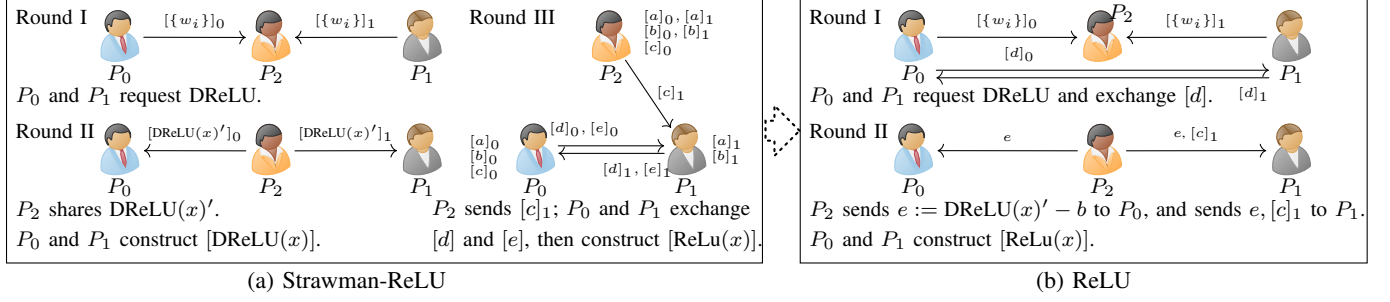 Round I
[{w_i}]_0
[{w_i}]_1
P_0
P_2
P_1
P_0 and P_1 request DReLU.
Round II
[DReLU(x)′]_0
[DReLU(x)′]_1
P_0
P_2
P_1
P_2 shares DReLU(x)′.
P_0 and P_1 construct [DReLU(x)].
Round III
[a]_0, [a]_1
[b]_0, [b]_1
[c]_0
P_2
[c]_1
[a]_0
[b]_0
[c]_0
[d]_0, [e]_0
[d]_1, [e]_1
[a]_1
[b]_1
P_0
P_1
P_2 sends [c]_1; P_0 and P_1 exchange
[d] and [e], then construct [ReLu(x)].
(a) Strawman-ReLU
Round I
[{w_i}]_0
P_2
[{w_i}]_1
[d]_0
P_0
P_1
[d]_1
P_0 and P_1 request DReLU and exchange [d].
Round II
e
e, [c]_1
P_0
P_2
P_1
P_2 sends e := DReLU(x)′ − b to P_0, and sends e, [c]_1 to P_1.
P_0 and P_1 construct [ReLu(x)].
(b) ReLU